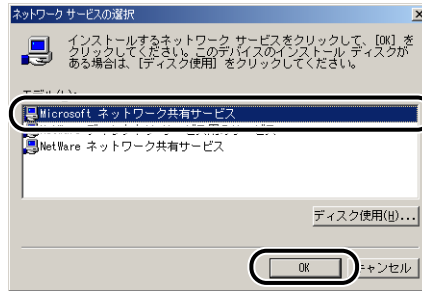 ネットワーク サービスの選択
インストールするネットワーク サービスをクリックして、[OK] を
クリックしてください。このデバイスのインストール ディスクが
ある場合は、[ディスク使用] をクリックしてください。
Microsoft ネットワーク共有サービス
NetWare ネットワーク共有サービス
ディスク使用(H)...
OK
キャンセル